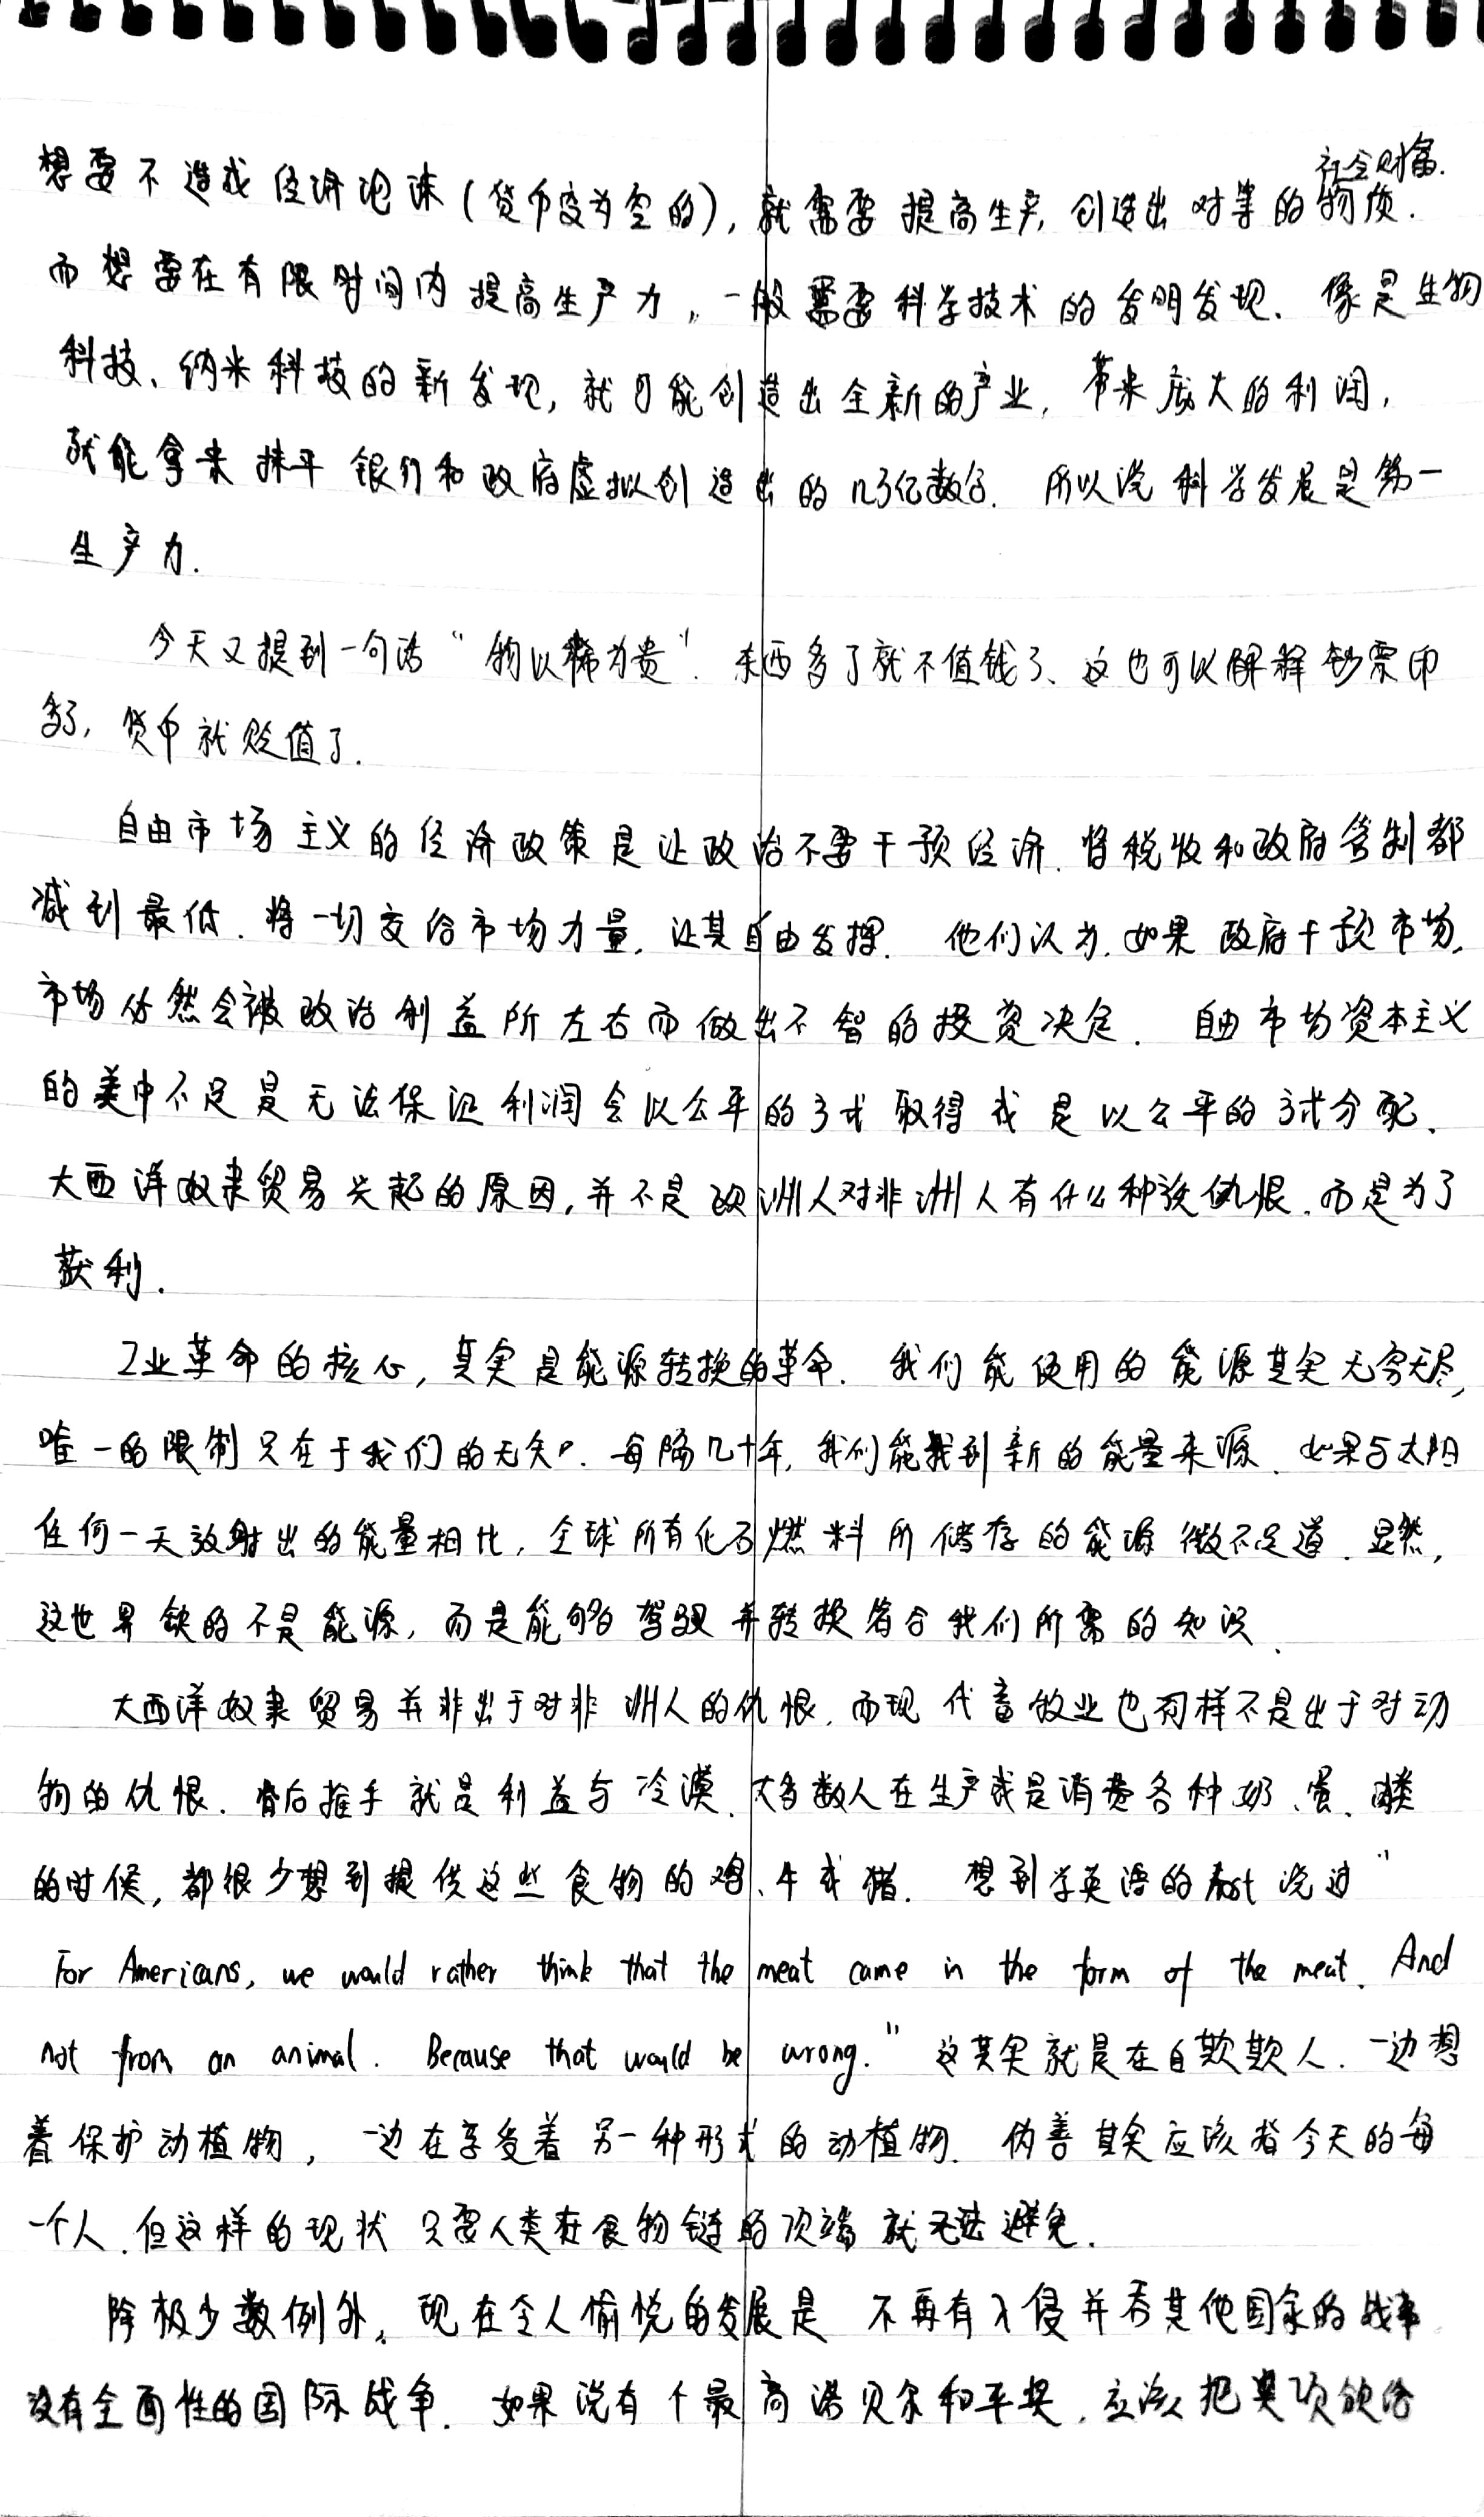 社会财富.
想要不造成经济泡沫(货币变为空的),就需要提高生产,创造出对等的物质.
而想要在有限时间内提高生产力,一般需要科学技术的发明发现.像是生物
科技、纳米科技的新发现,就可能创造出全新的产业,带来庞大的利润,
就能拿来抹平银行和政府虚拟创造出的几万亿数字.所以说科学发展是第一
生产力.
今天又提到一句话“物以稀为贵”.东西多了就不值钱了、这也可以解释钞票印
多了,货币就贬值了.
自由市场主义的经济政策是让政治不要干预经济.将税收和政府管制都
减到最低.将一切交给市场力量,让其自由发挥.他们认为,如果政府干预市场,
市场仍然会被政治利益所左右而做出不智的投资决定.自由市场资本主义
的美中不足是无法保证利润会以公平的方式取得或是以公平的方式分配.
大西洋奴隶贸易兴起的原因,并不是欧洲人对非洲人有什么种族仇恨.而是为了
获利.
工业革命的核心,其实是能源转换的革命.我们能使用的能源其实无穷无尽,
唯一的限制只在于我们的无知.每隔几十年,我们能找到新的能量来源.如果与太阳
任何一天放射出的能量相比,全球所有化石燃料所储存的能源微不足道.显然,
这世界缺的不是能源,而是能够驾驭并转换符合我们所需的知识.
大西洋奴隶贸易并非出于对非洲人的仇恨.而现代畜牧业也同样不是出于对动
物的仇恨.背后推手就是利益与冷漠.大多数人在生产或是消费各种奶、蛋、肉类
的时候,都很少想到提供这些食物的鸡、牛或猪.想到学英语的 说过“
For Americans, we would rather think that the meat came in the form of the meat. And
not from an animal. Because that would be wrong.”这其实就是在自欺欺人.一边想
着保护动植物,一边在享受着另一种形式的动植物.伪善其实应该指今天的每
一个人.但这样的现状只要人类在食物链的顶端就无法避免.
除极少数例外,现在令人愉悦的发展是不再有入侵并吞其他国家的战事
没有全面性的国际战争.如果说有个最高诺贝尔和平奖,应该把奖项颁给